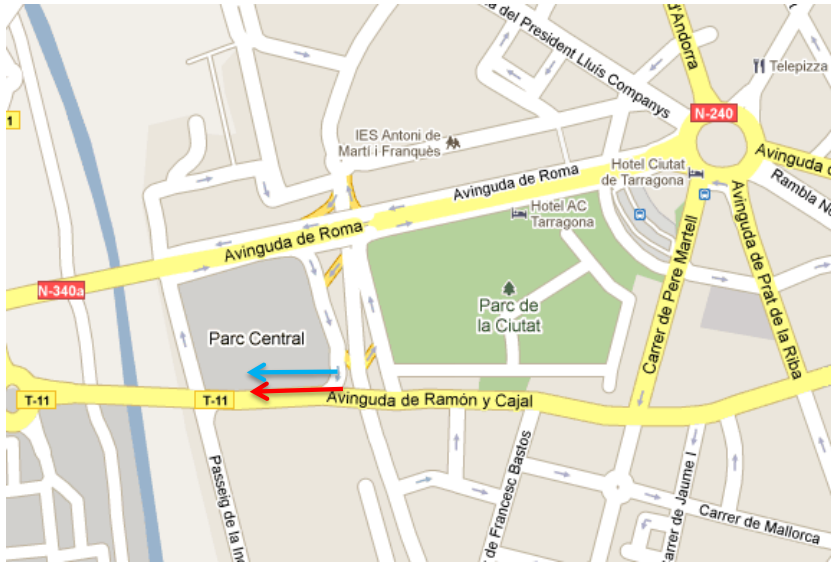 d'Andorra
da del President Lluís Companys
Telepizza
N-240
1
IES Antoni de
Martí i Franquès
Avinguda de Roma
Hotel Ciutat
de Tarragona
Avinguda d
Rambla No
Hotel AC
Tarragona
Avinguda de Roma
Avinguda de Prat de la Riba
Carrer de Pere Martell
N-340a
Parc de
la Ciutat
Parc Central
T-11
T-11
Avinguda de Ramón y Cajal
Passeig de la Ind
de Francesc Bastos
Carrer de Jaume I
Carrer de Mallorca